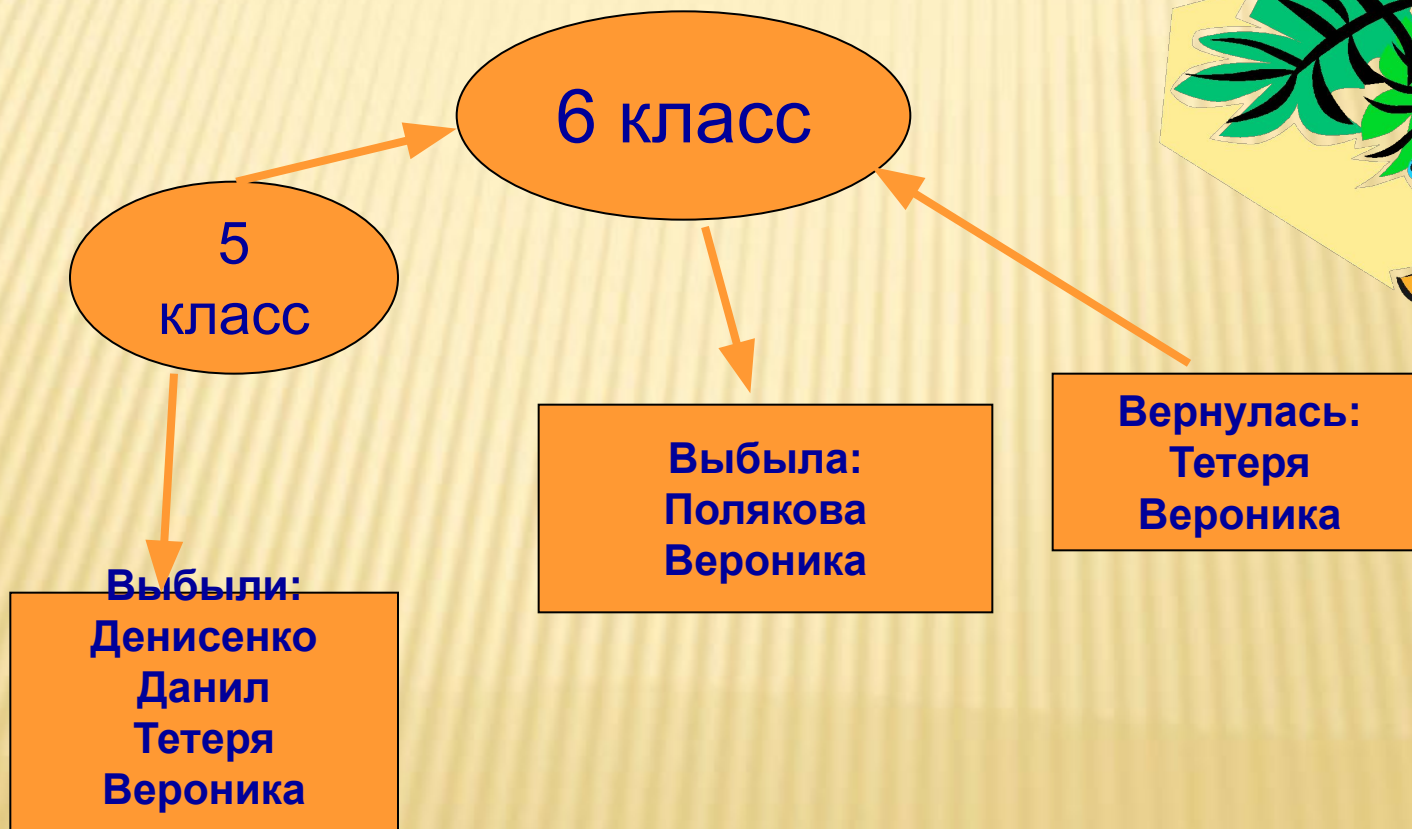 6 класс
5
класс
Выбыли:
Денисенко
Данил
Тетеря
Вероника
Выбыла:
Полякова
Вероника
Вернулась:
Тетеря
Вероника